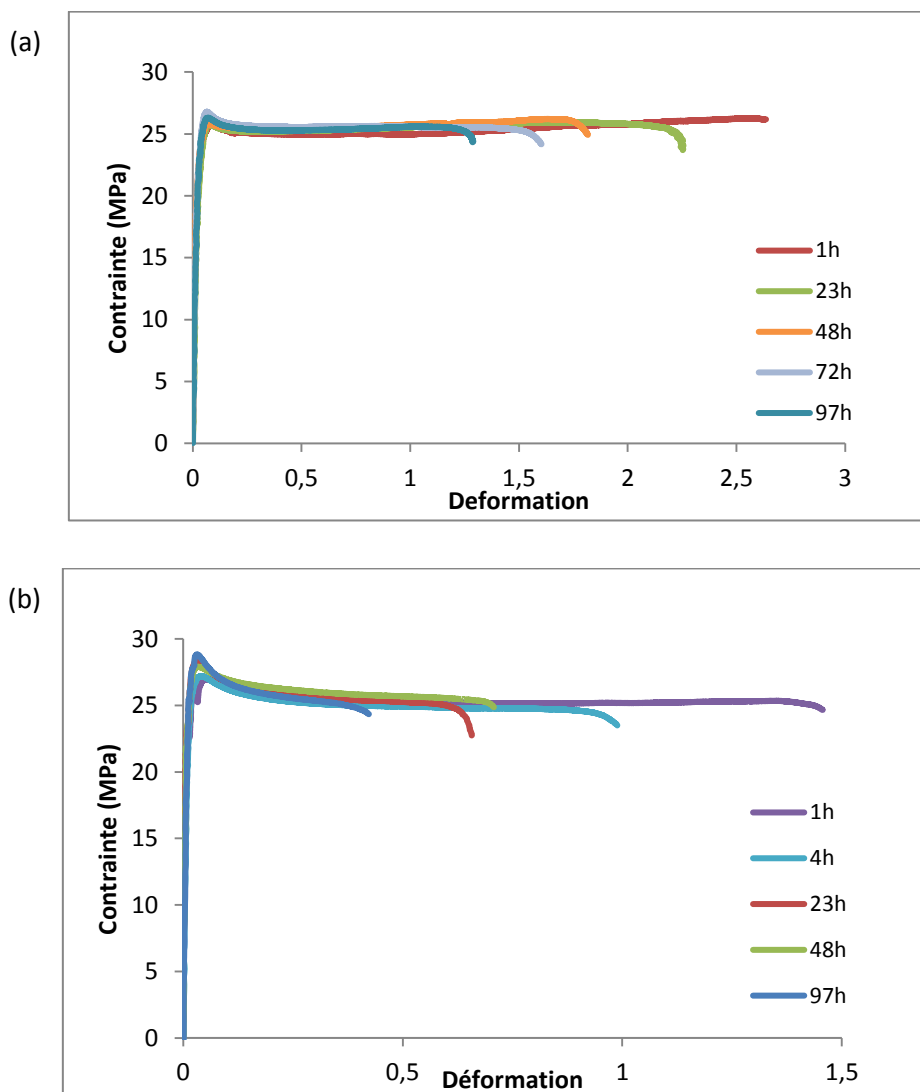 (a)
Contrainte (MPa)
30
25
20
15
10
5
0
0 0,5 1 1,5 2 2,5 3
Deformation
1h
23h
48h
72h
97h
(b)
Contrainte (MPa)
30
25
20
15
10
5
0
0 0,5 1 1,5
Déformation
1h
4h
23h
48h
97h